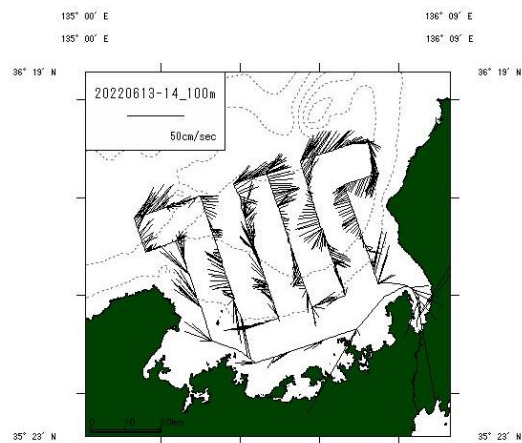 135° 00′ E
136° 09′ E
135° 00′ E
136° 09′ E
36° 19′ N
36° 19′ N
20220613-14_100m
50cm/sec
35° 23′ N
35° 23′ N
0 10 20km